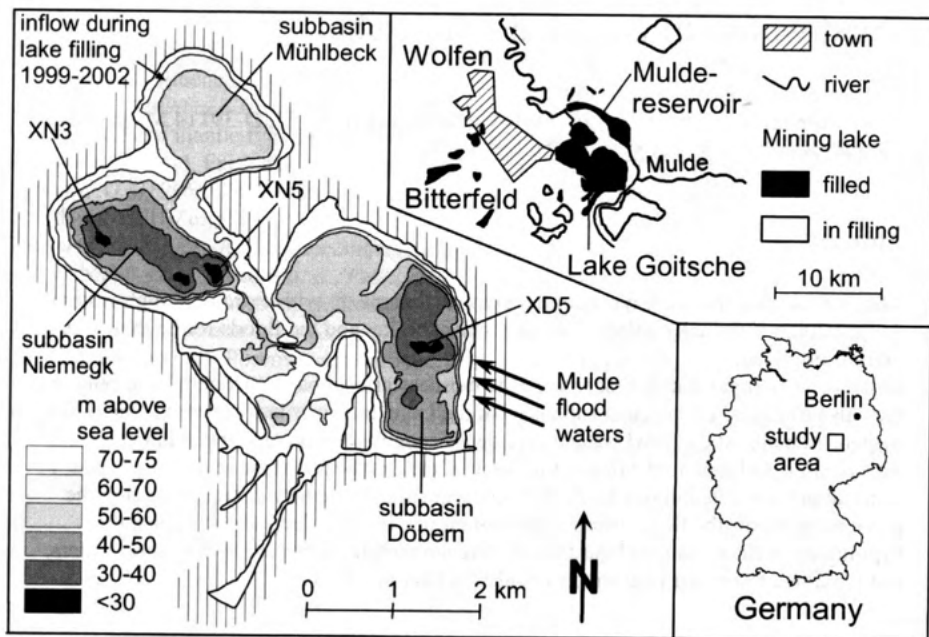 inflow during
lake filling
1999-2002
subbasin
Mühlbeck
XN3
XN5
subbasin
Niemegk
XD5
Mulde
flood
waters
subbasin
Döbern
m above
sea level
70-75
60-70
50-60
40-50
30-40
<30
0 1 2 km
N
Wolfen
Bitterfeld
Mulde-
reservoir
Mulde
Lake Goitsche
town
river
Mining lake
filled
in filling
10 km
Berlin
study
area
Germany